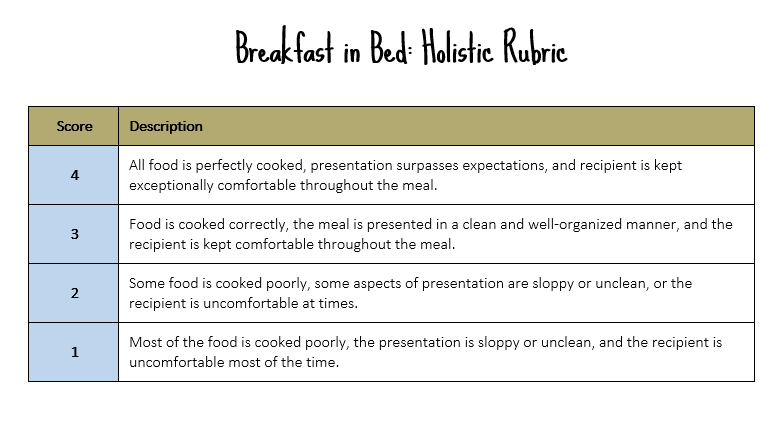 Breakfast in Bed: Holistic Rubric
Score Description
4
All food is perfectly cooked, presentation surpasses expectations, and recipient is kept
exceptionally comfortable throughout the meal.
3
Food is cooked correctly, the meal is presented in a clean and well-organized manner, and the
recipient is kept comfortable throughout the meal.
2
Some food is cooked poorly, some aspects of presentation are sloppy or unclean, or the
recipient is uncomfortable at times.
1
Most of the food is cooked poorly, the presentation is sloppy or unclean, and the recipient is
uncomfortable most of the time.